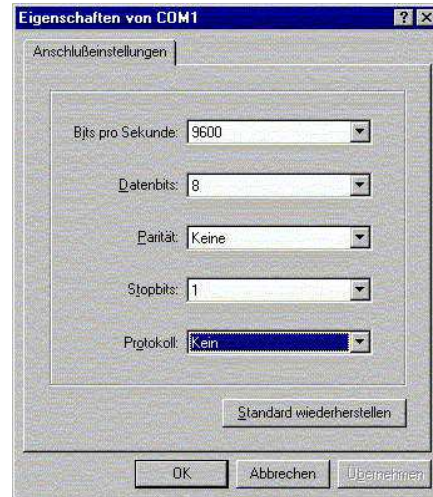 Eigenschaften von COM1
Anschlußeinstellungen
Bits pro Sekunde: 9600
Datenbits: 8
Parität: Keine
Stopbits: 1
Protokoll: Kein
Standard wiederherstellen
OK Abbrechen Übernehmen